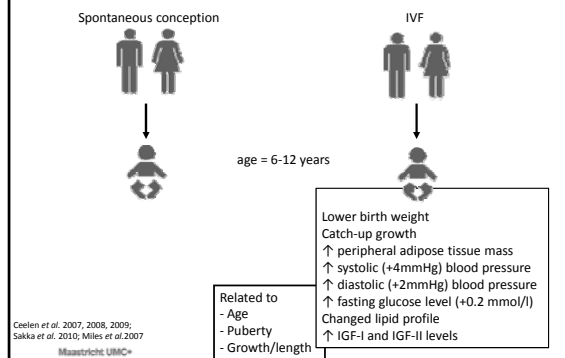 Spontaneous conception
IVF
age = 6-12 years
Lower birth weight
Catch-up growth
↑ peripheral adipose tissue mass
↑ systolic (+4mmHg) blood pressure
↑ diastolic (+2mmHg) blood pressure
↑ fasting glucose level (+0.2 mmol/l)
Changed lipid profile
↑ IGF-I and IGF-II levels
Related to
- Age
- Puberty
- Growth/length
Ceelen et al. 2007, 2008, 2009;
Sakka et al. 2010; Miles et al.2007
Maastricht UMC+